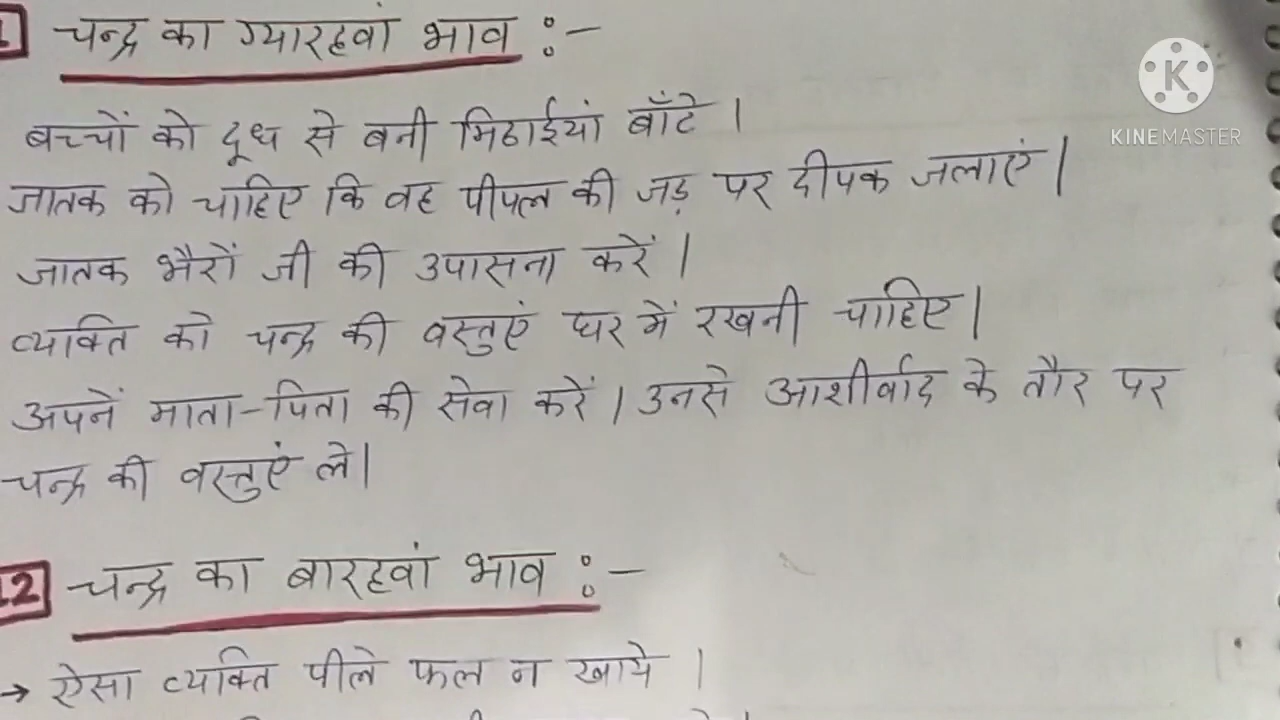 1 चन्द्र का ग्यारहवां भाव :-
K
KINEMASTER
बच्चों को दूध से बनी मिठाईयां बाँटे।
जातक को चाहिए कि वह पीपल की जड़ पर दीपक जलाएं।
जातक भैरों जी की उपासना करें।
व्यक्ति को चन्द्र की वस्तुएं घर में रखनी चाहिए।
अपनें माता-पिता की सेवा करें। उनसे आशीर्वाद के तौर पर
चन्द्र की वस्तुएं ले।
12 चन्द्र का बारहवां भाव :-
→ ऐसा व्यक्ति पीले फल न खाये।